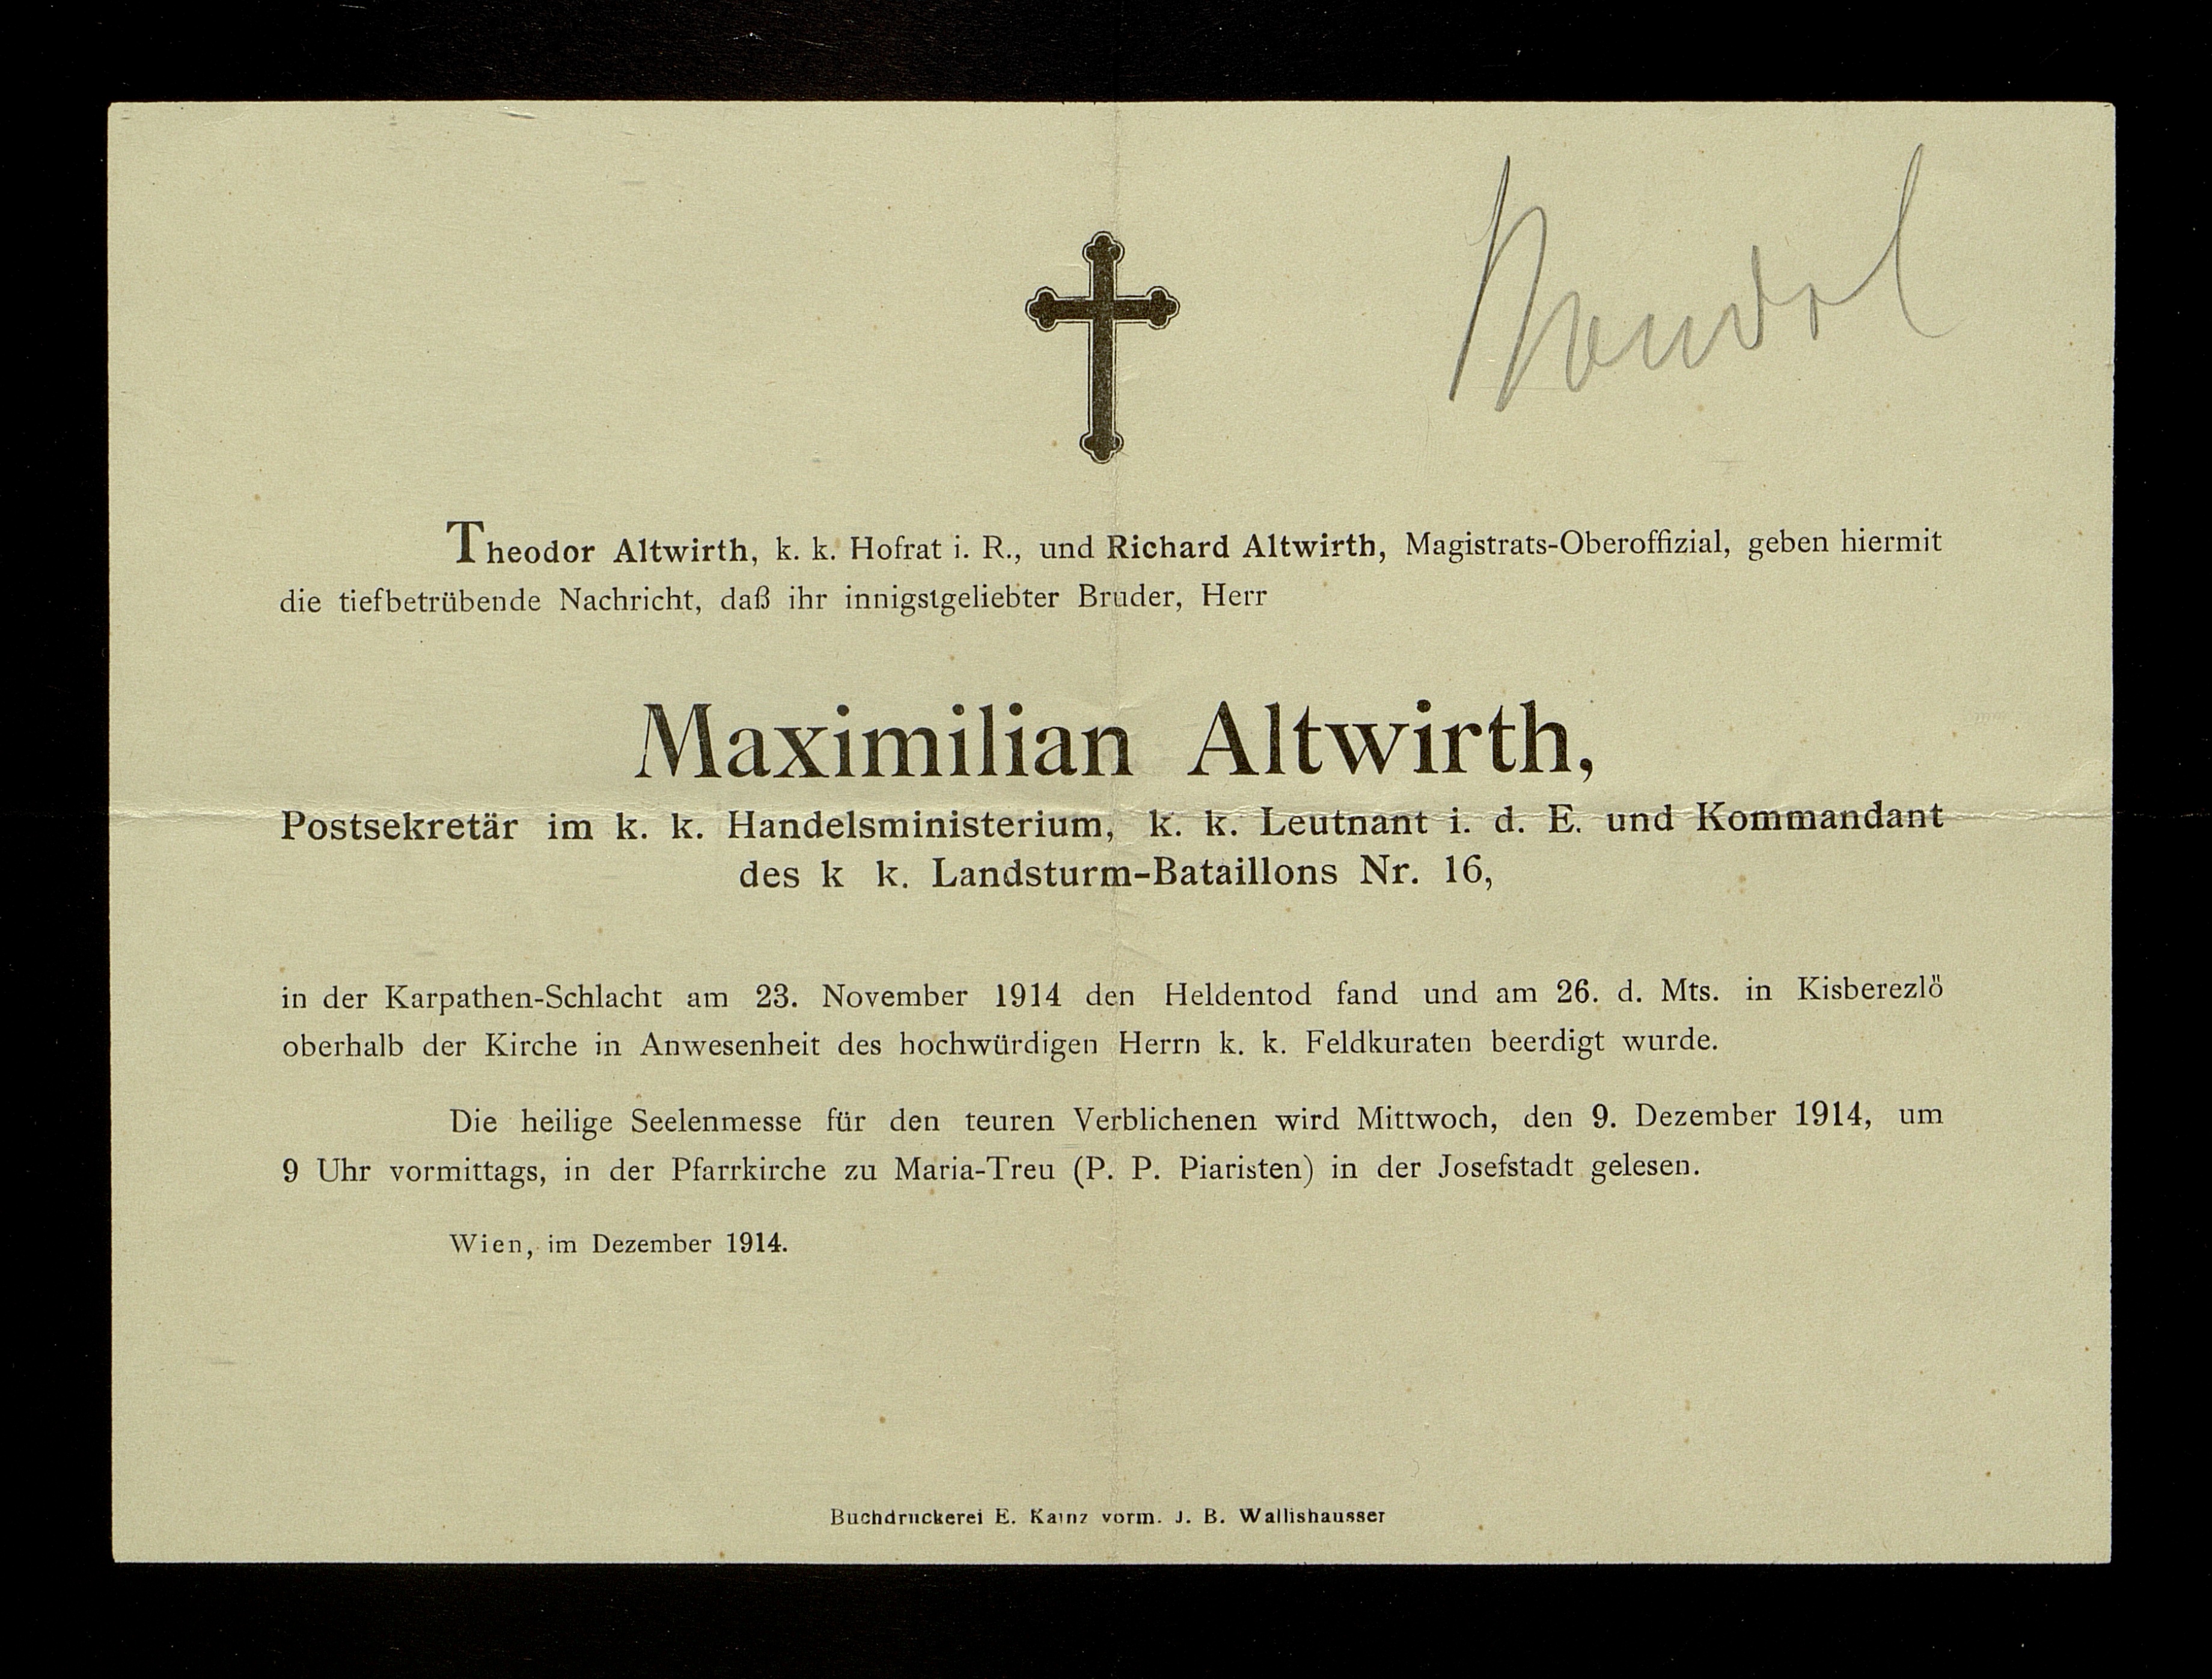 Theodor Altwirth, k. k. Hofrat i. R., und Richard Altwirth, Magistrats-Oberoffizial, geben hiermit
die tiefbetrübende Nachricht, daß ihr innigstgeliebter Bruder, Herr
Maximilian Altwirth,
Postsekretär im k. k. Handelsministerium, k. k. Leutnant i. d. E. und Kommandant
des k k. Landsturm-Bataillons Nr. 16,
in der Karpathen-Schlacht am 23. November 1914 den Heldentod fand und am 26. d. Mts. in Kisberezlö
oberhalb der Kirche in Anwesenheit des hochwürdigen Herrn k. k. Feldkuraten beerdigt wurde.
Die heilige Seelenmesse für den teuren Verblichenen wird Mittwoch, den 9. Dezember 1914, um
9 Uhr vormittags, in der Pfarrkirche zu Maria-Treu (P. P. Piaristen) in der Josefstadt gelesen.
Wien, im Dezember 1914.
Buchdruckerei E. Kainz vorm. J. B. Wallishausser